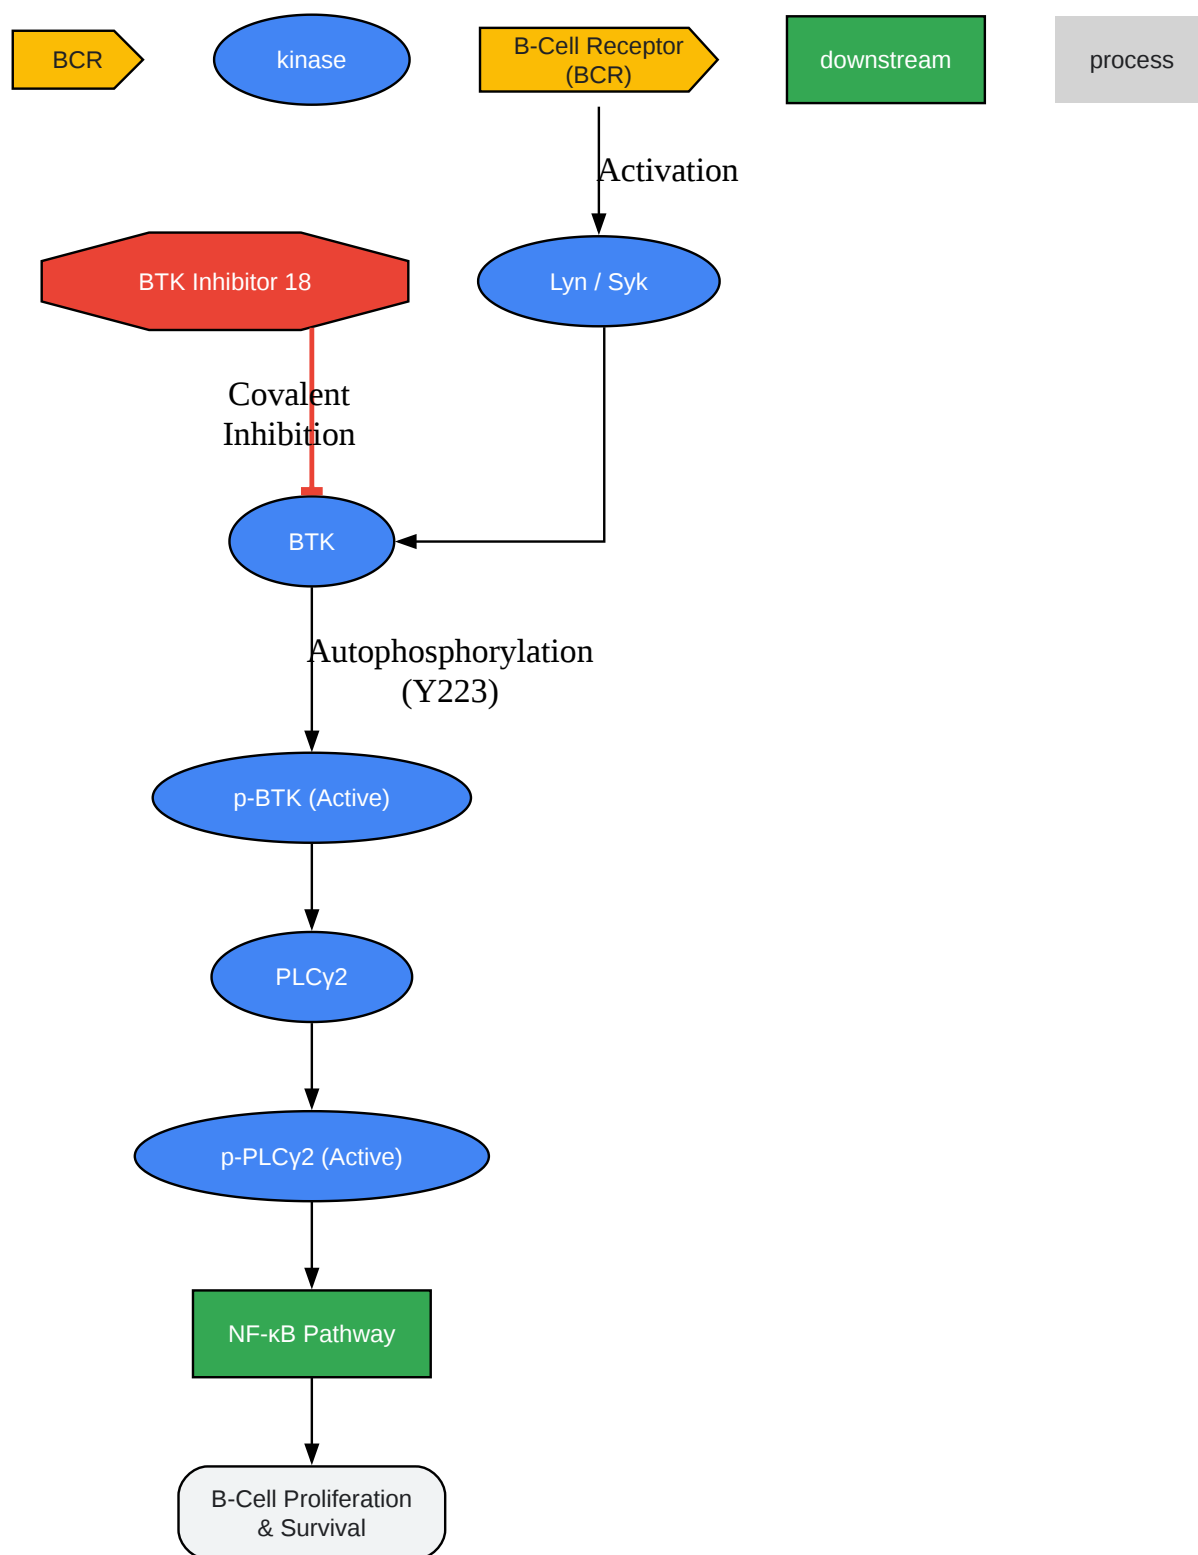 BCR
kinase
B-Cell Receptor
(BCR)
downstream
process
Activation
BTK Inhibitor 18
Lyn / Syk
Covalent
Inhibition
BTK
Autophosphorylation
(Y223)
p-BTK (Active)
PLCγ2
p-PLCγ2 (Active)
NF-κB Pathway
B-Cell Proliferation
& Survival